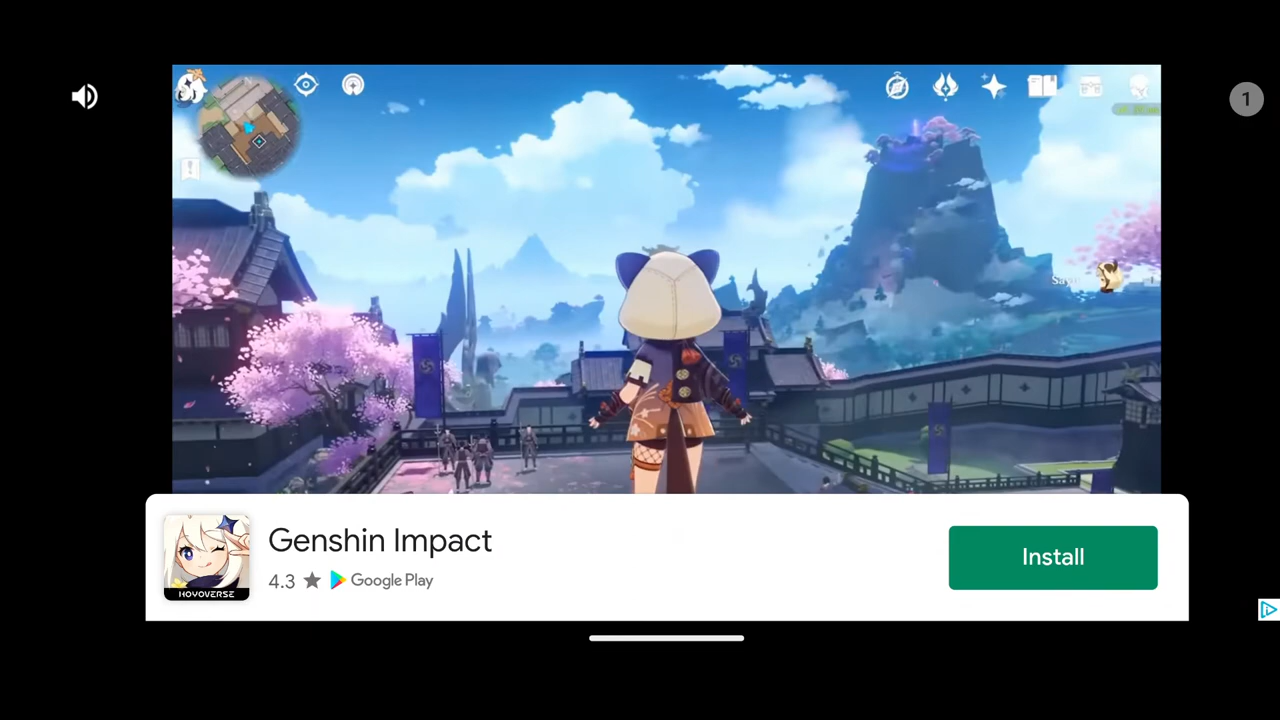 1
Genshin Impact
4.3 ★ Google Play
HOYOVERSE
Install